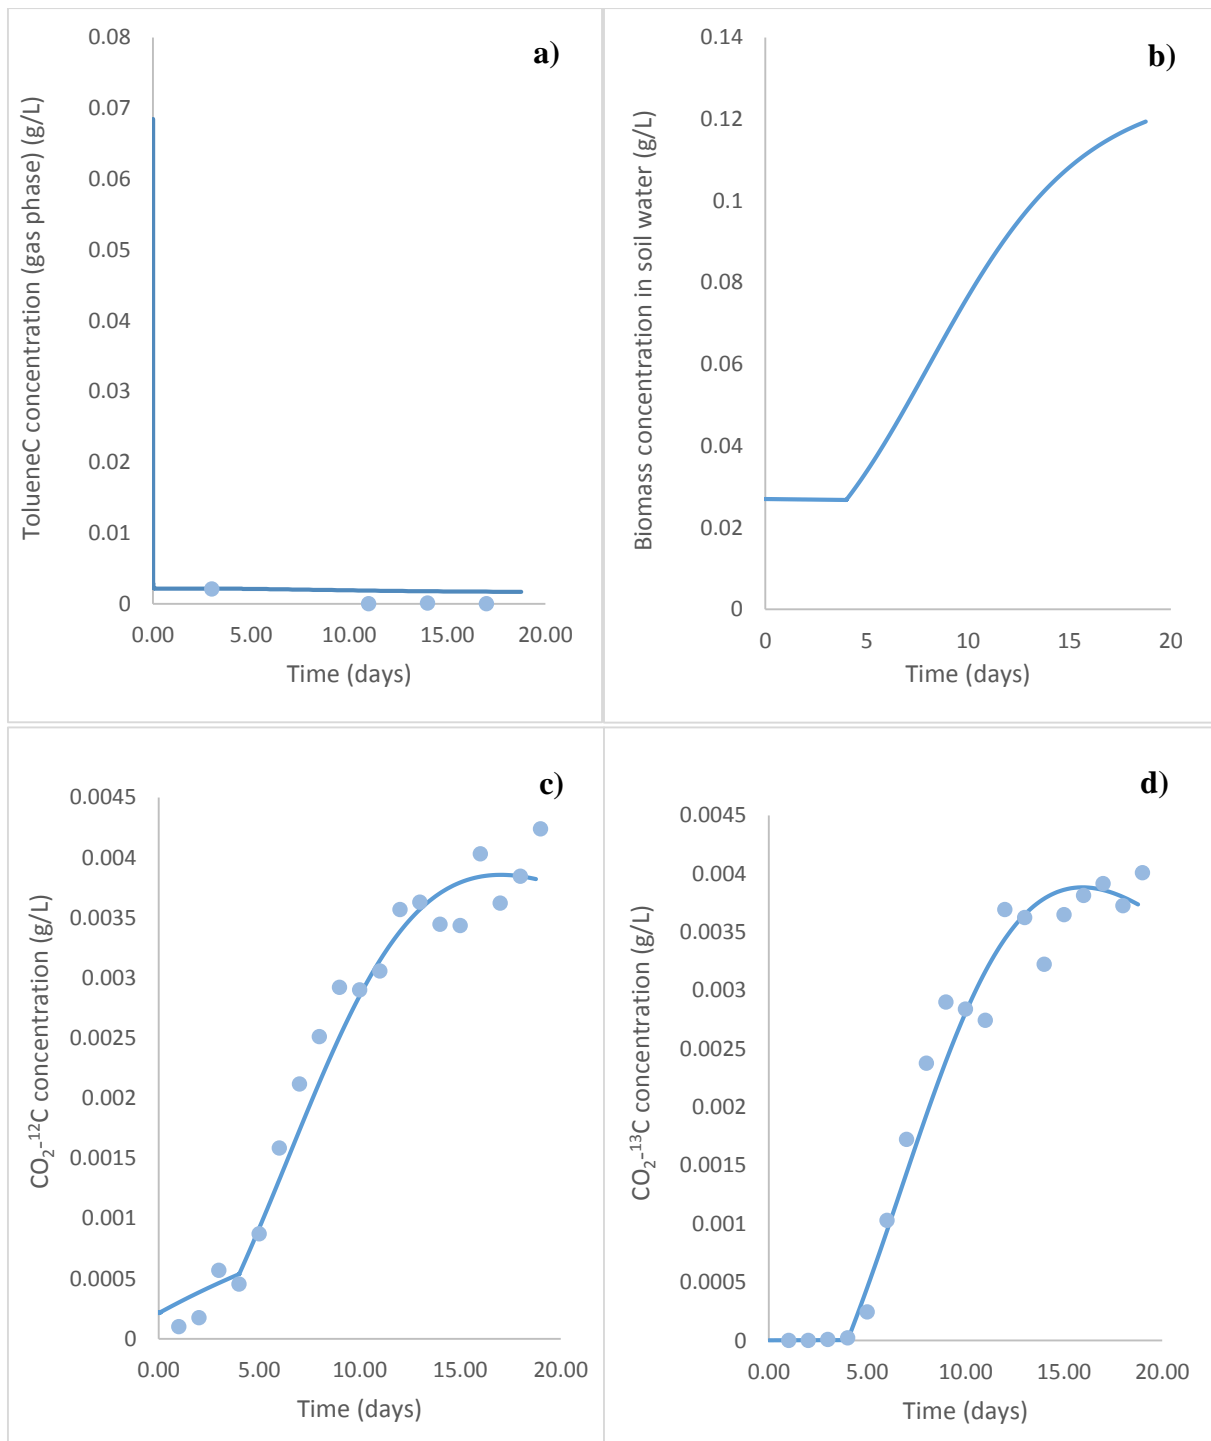 a)
TolueneC concentration (gas phase) (g/L)
0.08
0.07
0.06
0.05
0.04
0.03
0.02
0.01
0
0.00 5.00 10.00 15.00 20.00
Time (days)
b)
Biomass concentration in soil water (g/L)
0.14
0.12
0.1
0.08
0.06
0.04
0.02
0
0 5 10 15 20
Time (days)
c)
CO₂-¹²C concentration (g/L)
0.0045
0.004
0.0035
0.003
0.0025
0.002
0.0015
0.001
0.0005
0
0.00 5.00 10.00 15.00 20.00
Time (days)
d)
CO₂-¹³C concentration (g/L)
0.0045
0.004
0.0035
0.003
0.0025
0.002
0.0015
0.001
0.0005
0
0.00 5.00 10.00 15.00 20.00
Time (days)